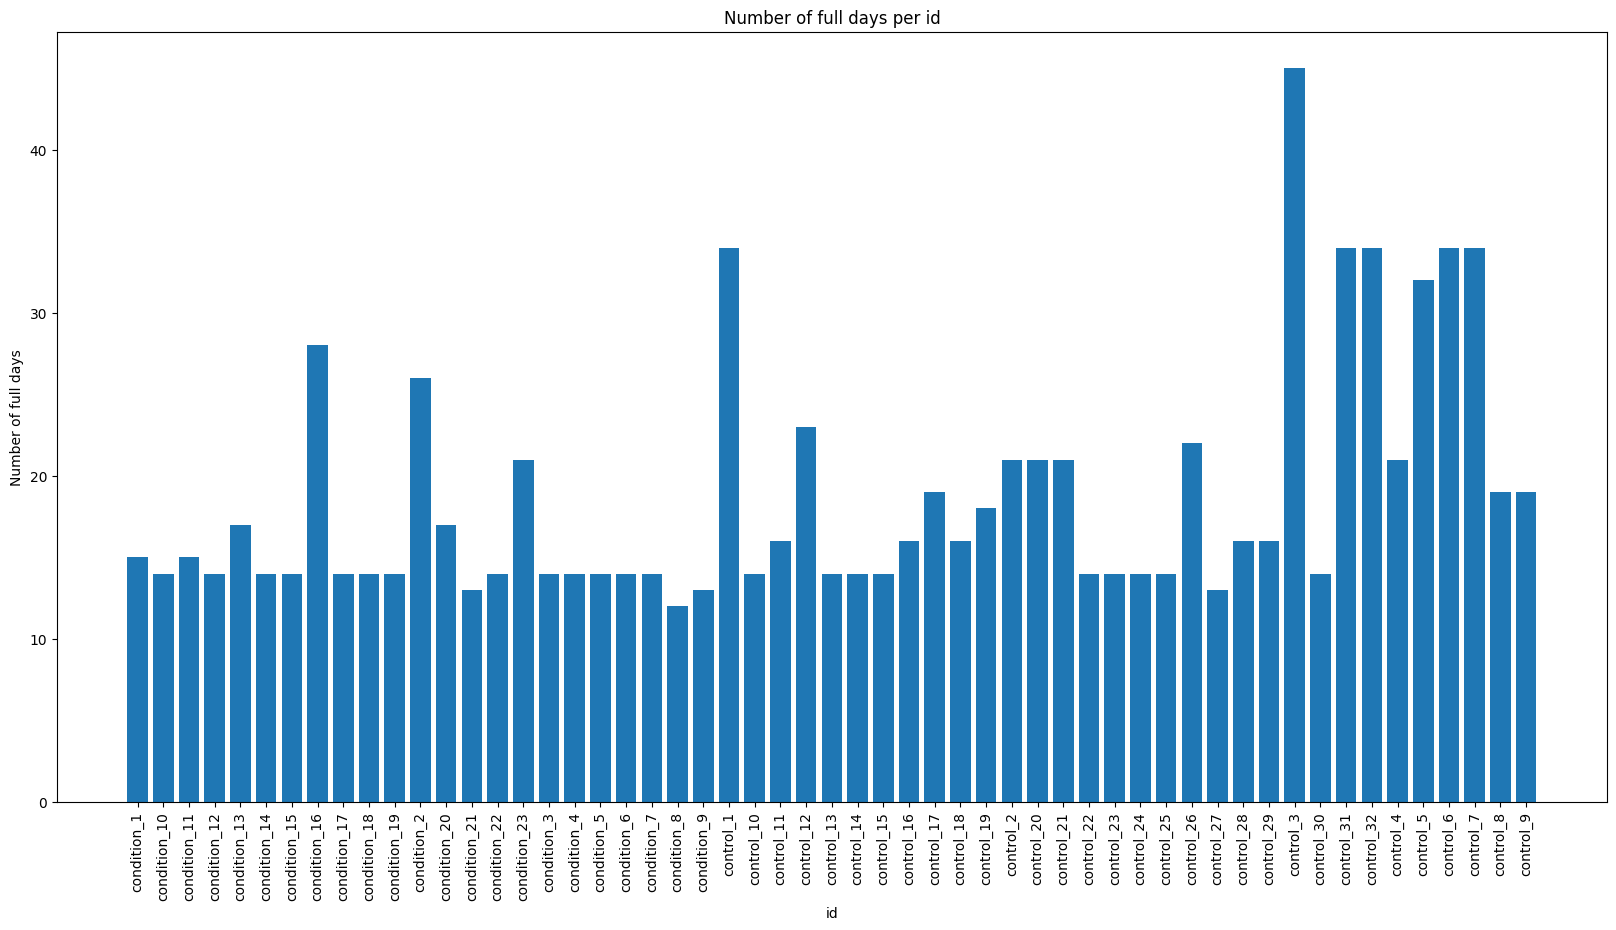 Number of full days per id
Number of full days
40
30
20
10
0
condition_1
condition_10
condition_11
condition_12
condition_13
condition_14
condition_15
condition_16
condition_17
condition_18
condition_19
condition_2
condition_20
condition_21
condition_22
condition_23
condition_3
condition_4
condition_5
condition_6
condition_7
condition_8
condition_9
control_1
control_10
control_11
control_12
control_13
control_14
control_15
control_16
control_17
control_18
control_19
control_2
control_20
control_21
control_22
control_23
control_24
control_25
control_26
control_27
control_28
control_29
control_3
control_30
control_31
control_32
control_4
control_5
control_6
control_7
control_8
control_9
id